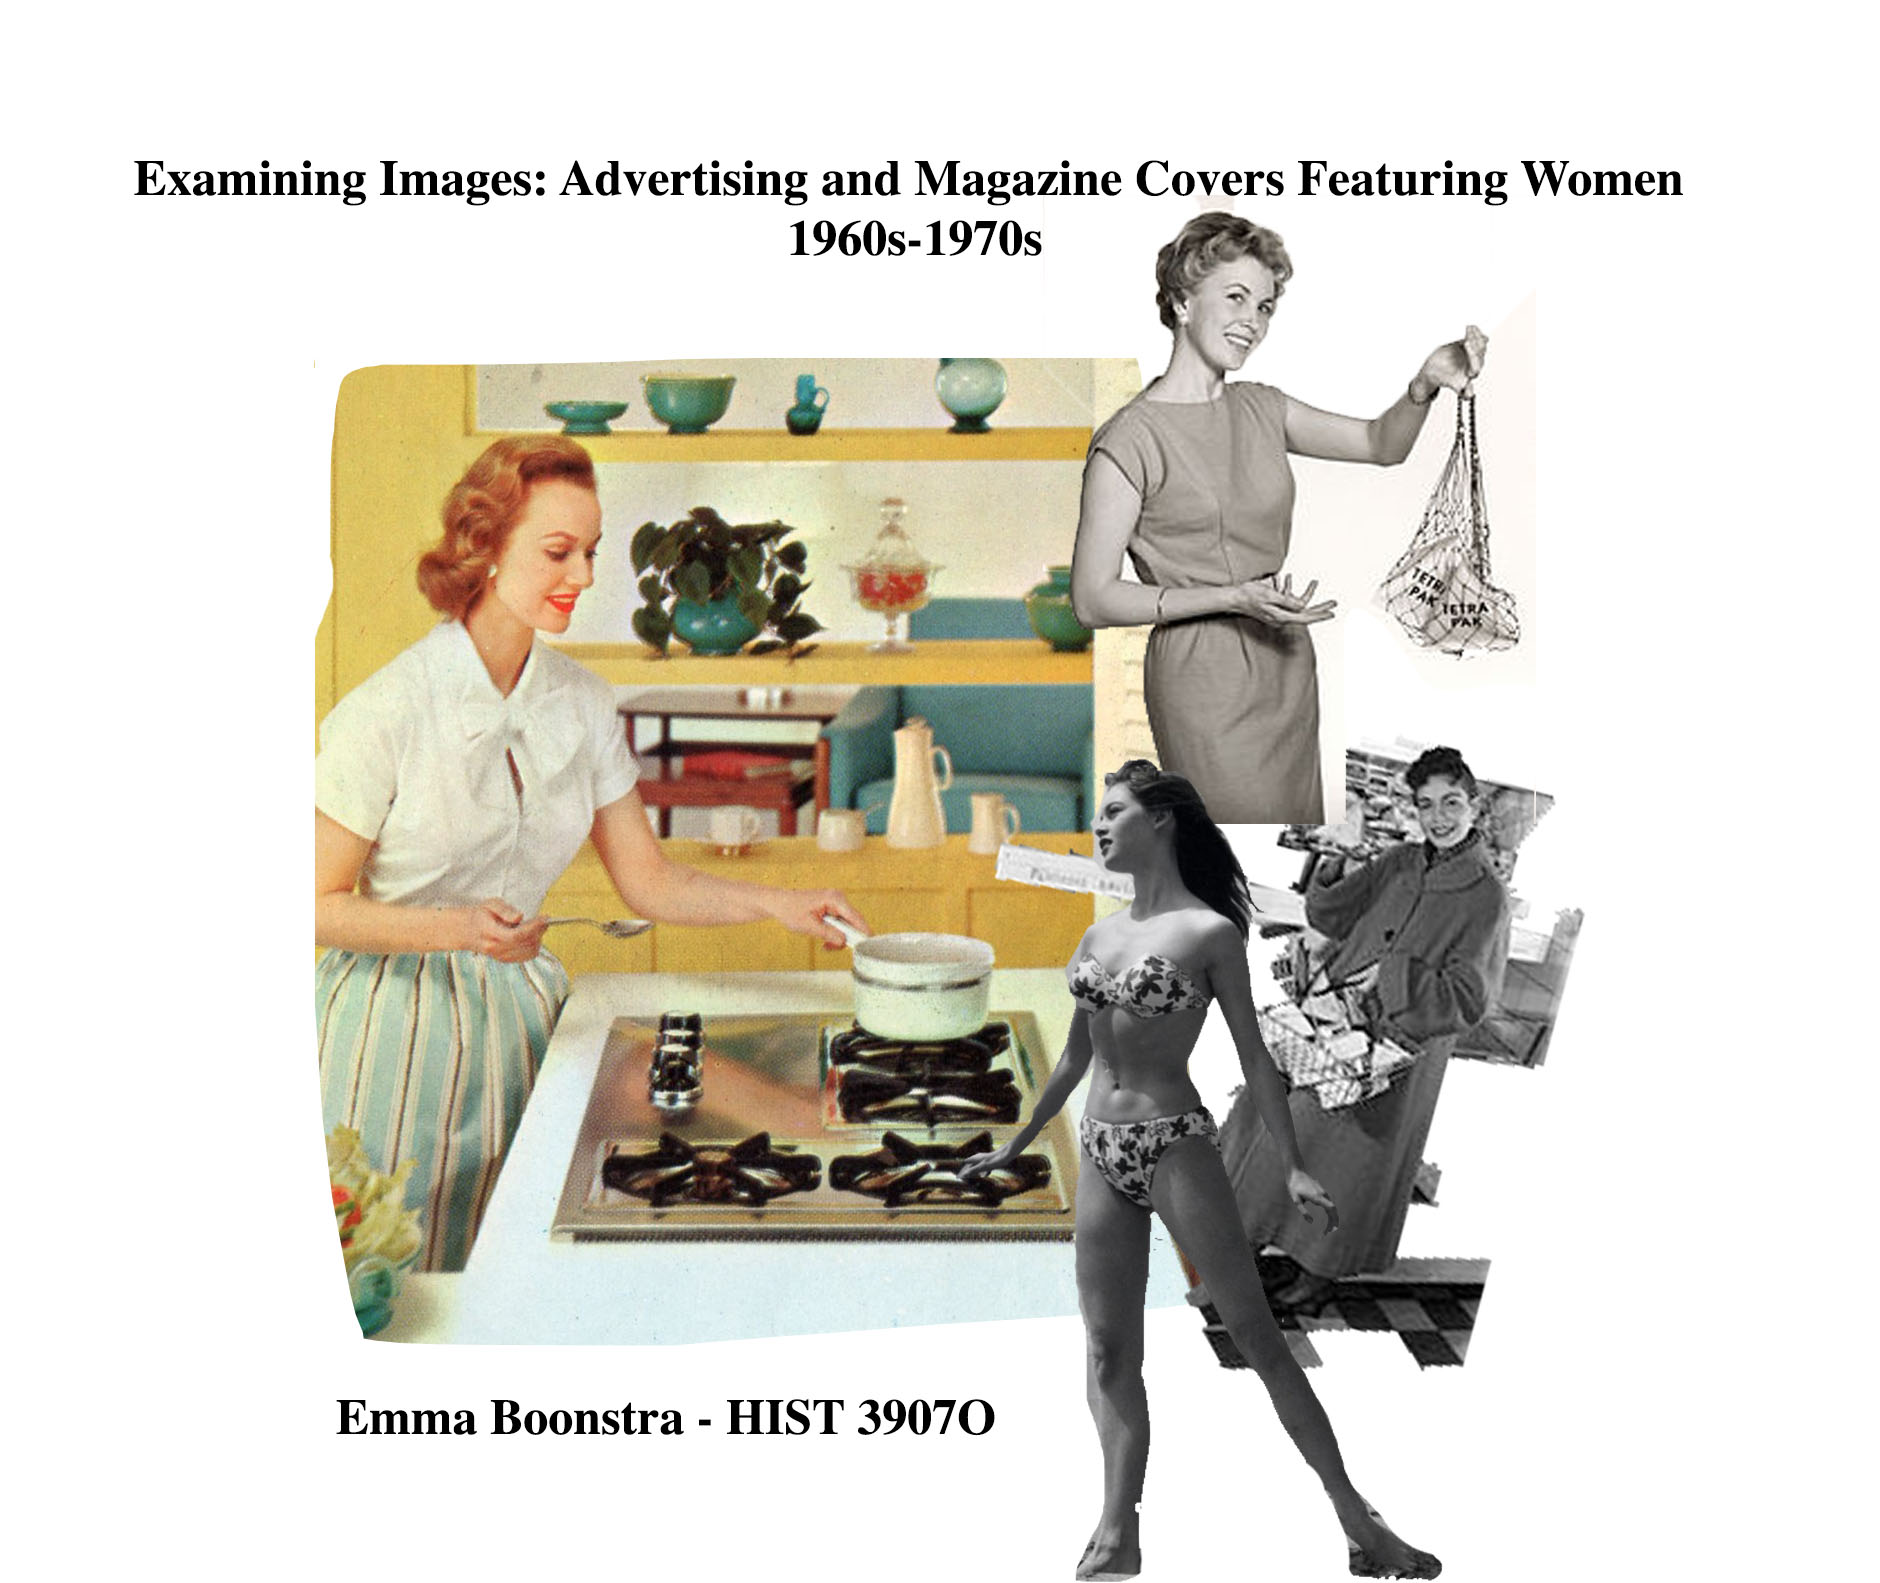 Examining Images: Advertising and Magazine Covers Featuring Women
1960s-1970s
TETRA
PAK
TETRA
PAK
Emma Boonstra - HIST 3907O